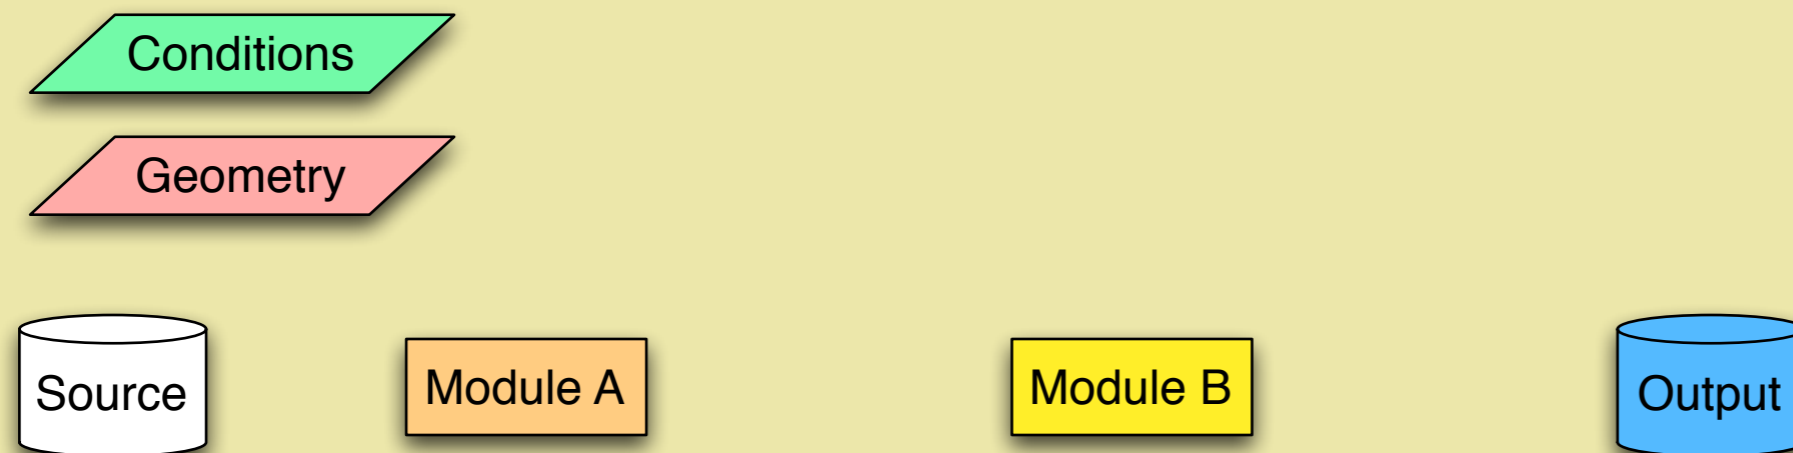 Conditions
Geometry
Source
Module A
Module B
Output